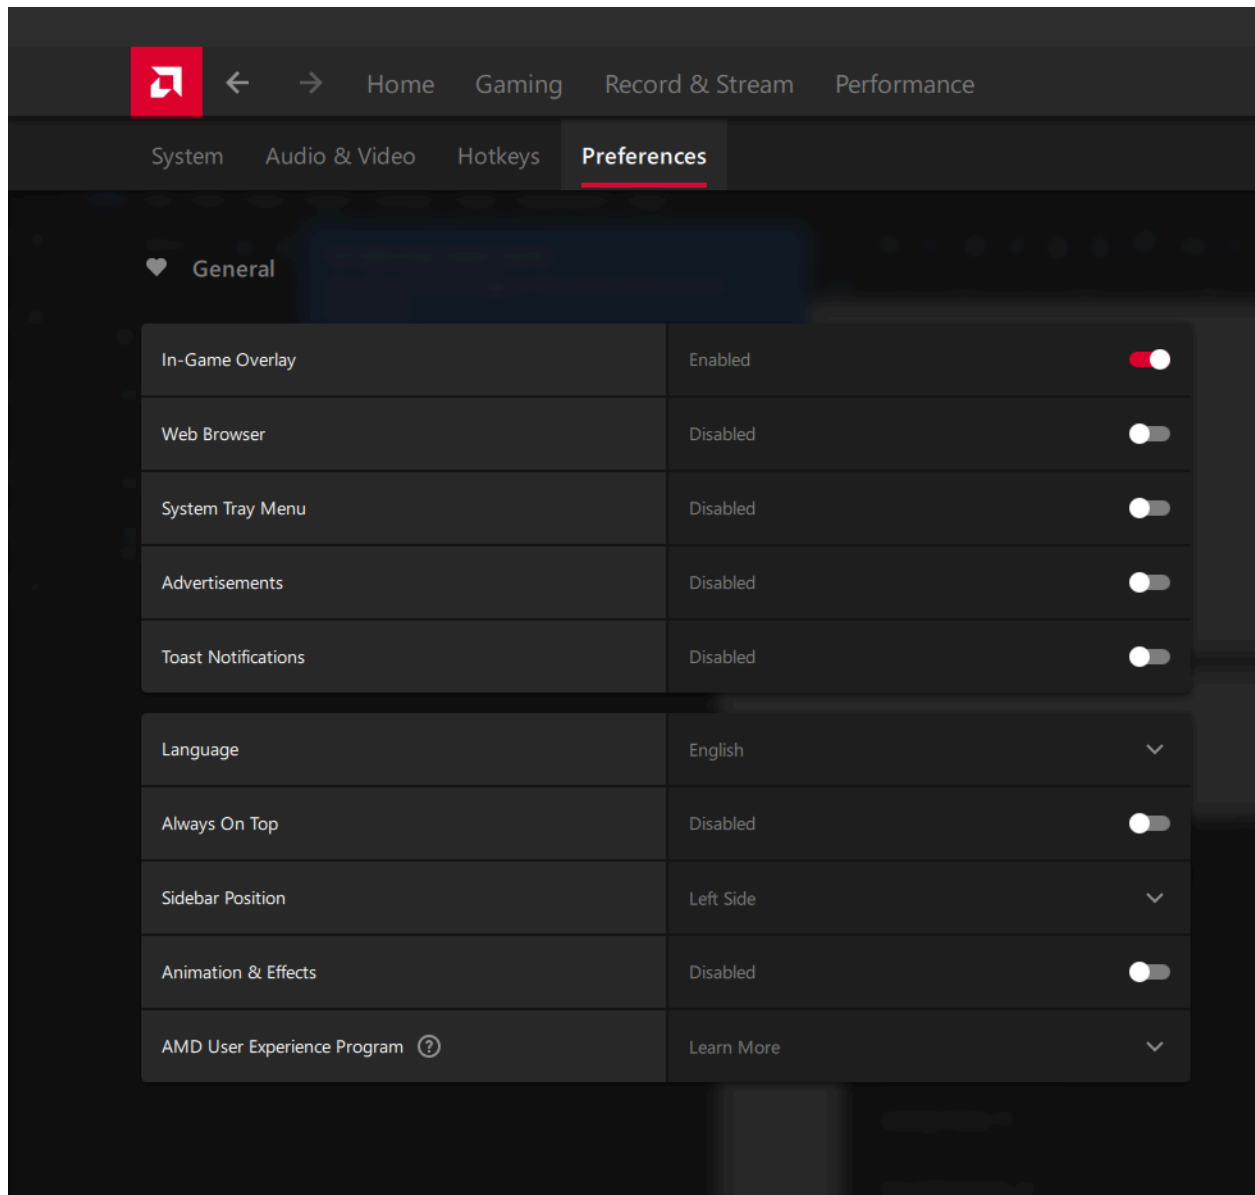 Home Gaming Record & Stream Performance
System Audio & Video Hotkeys Preferences
General
In-Game Overlay Enabled
Web Browser Disabled
System Tray Menu Disabled
Advertisements Disabled
Toast Notifications Disabled
Language English
Always On Top Disabled
Sidebar Position Left Side
Animation & Effects Disabled
AMD User Experience Program ? Learn More